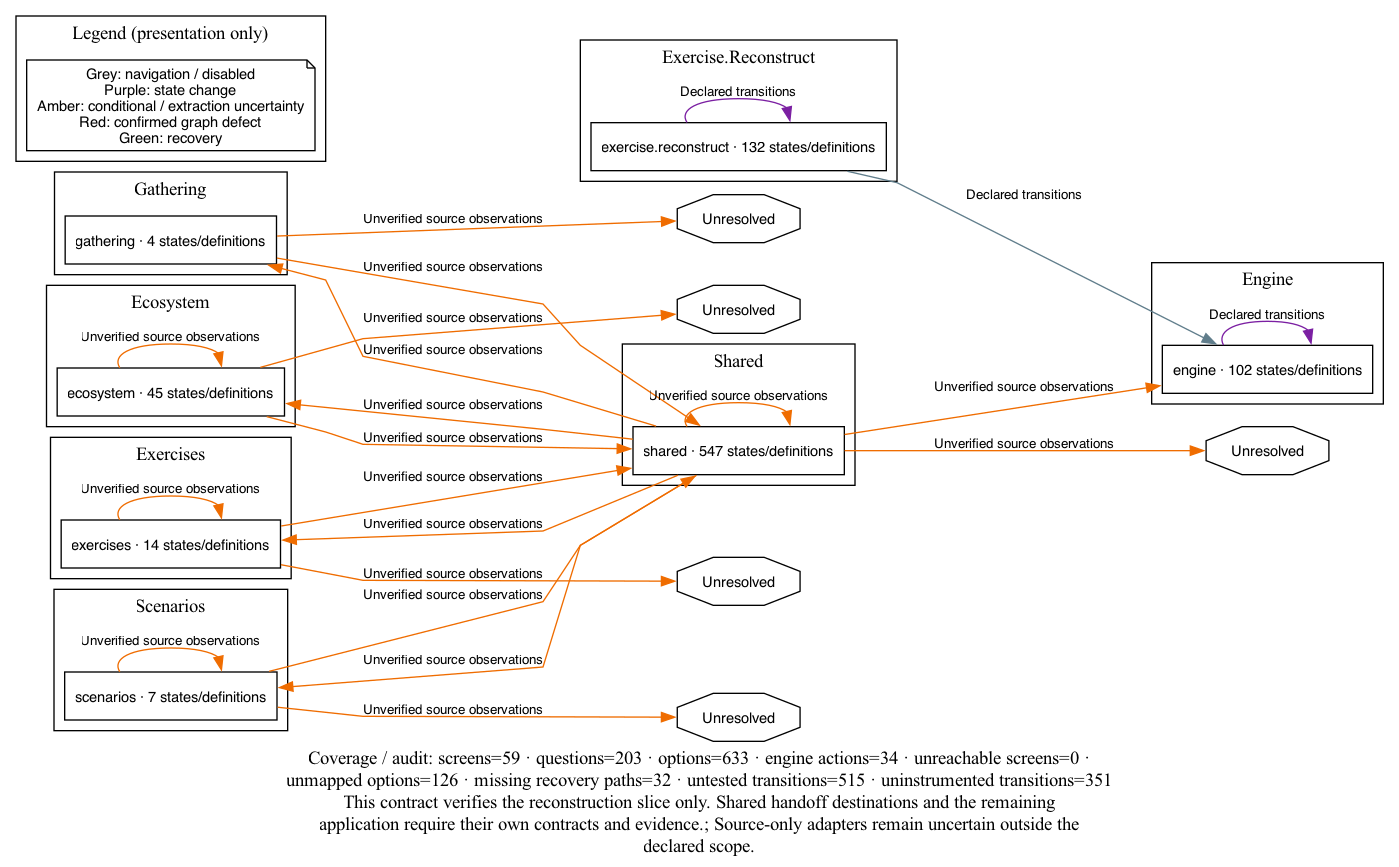 Legend (presentation only)
Grey: navigation / disabled
Purple: state change
Amber: conditional / extraction uncertainty
Red: confirmed graph defect
Green: recovery
Exercise.Reconstruct
Declared transitions
exercise.reconstruct · 132 states/definitions
Declared transitions
Gathering
gathering · 4 states/definitions
Unverified source observations
Unresolved
Unverified source observations
Ecosystem
Unverified source observations
ecosystem · 45 states/definitions
Unverified source observations
Unresolved
Unverified source observations
Unverified source observations
Unverified source observations
Engine
Declared transitions
engine · 102 states/definitions
Shared
Unverified source observations
shared · 547 states/definitions
Unverified source observations
Unverified source observations
Unresolved
Exercises
Unverified source observations
exercises · 14 states/definitions
Unverified source observations
Unverified source observations
Unverified source observations
Unresolved
Scenarios
Unverified source observations
scenarios · 7 states/definitions
Unverified source observations
Unverified source observations
Unverified source observations
Unresolved
Coverage / audit: screens=59 · questions=203 · options=633 · engine actions=34 · unreachable screens=0 ·
unmapped options=126 · missing recovery paths=32 · untested transitions=515 · uninstrumented transitions=351
This contract verifies the reconstruction slice only. Shared handoff destinations and the remaining
application require their own contracts and evidence.; Source-only adapters remain uncertain outside the
declared scope.